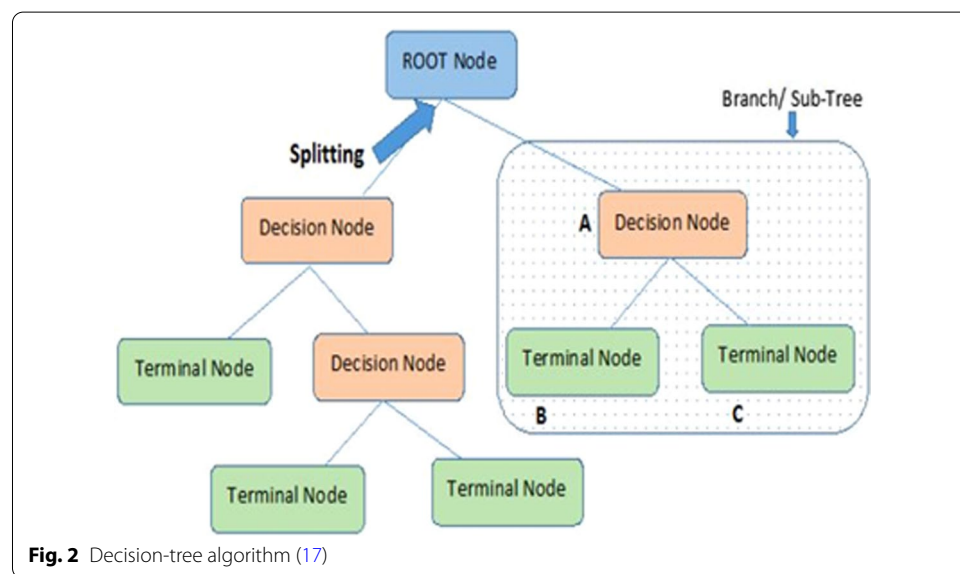 ROOT Node
Branch/ Sub-Tree
Splitting
Decision Node
A Decision Node
Terminal Node
Decision Node
Terminal Node
Terminal Node
B
C
Terminal Node
Terminal Node
Fig. 2 Decision-tree algorithm (17)